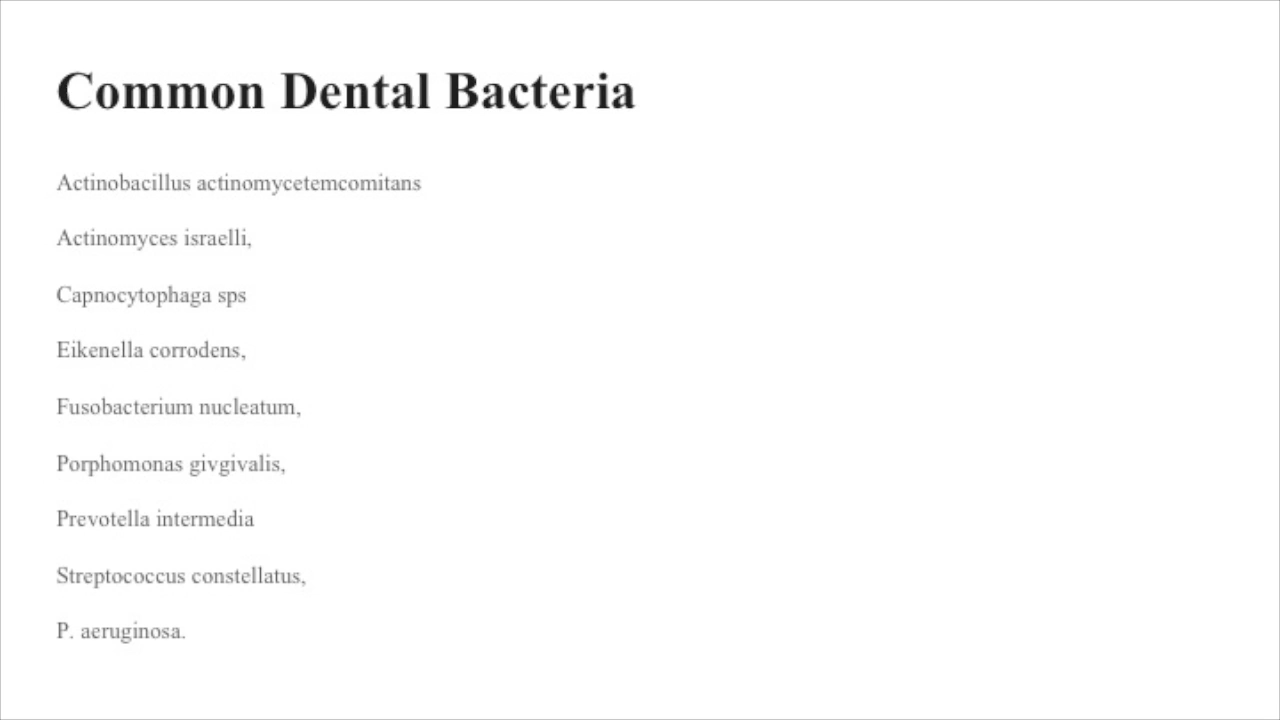 Common Dental Bacteria
Actinobacillus actinomycetemcomitans
Actinomyces israelli,
Capnocytophaga sps
Eikenella corrodens,
Fusobacterium nucleatum,
Porphomonas givgivalis,
Prevotella intermedia
Streptococcus constellatus,
P. aeruginosa.